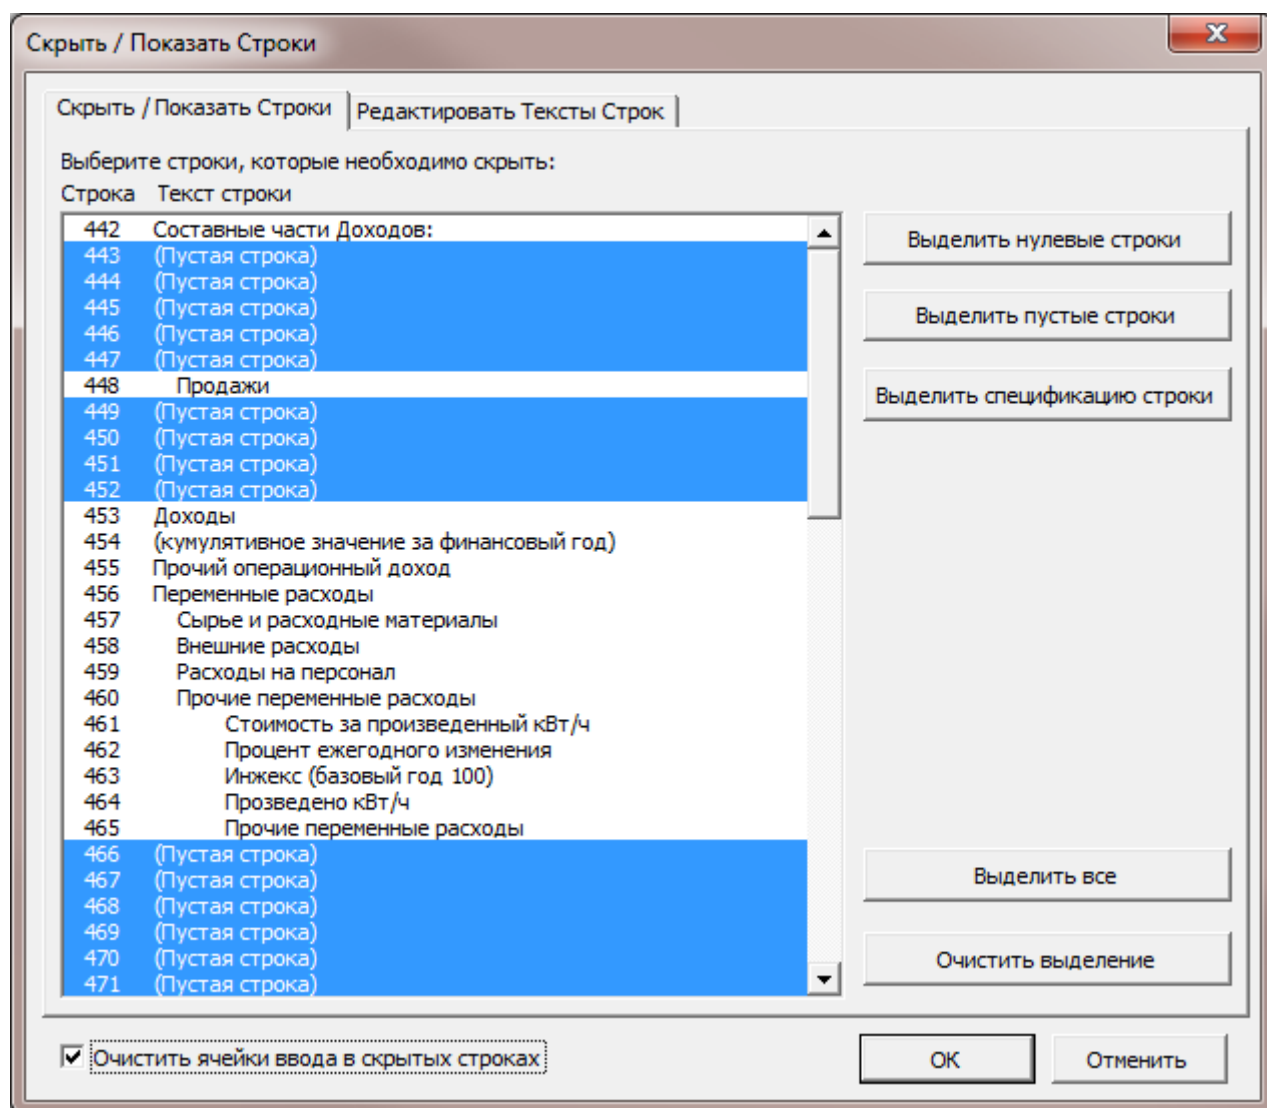 Скрыть / Показать Строки
Скрыть / Показать Строки Редактировать Тексты Строк
Выберите строки, которые необходимо скрыть:
Строка Текст строки
442 Составные части Доходов:
443 (Пустая строка)
444 (Пустая строка)
445 (Пустая строка)
446 (Пустая строка)
447 (Пустая строка)
448 Продажи
449 (Пустая строка)
450 (Пустая строка)
451 (Пустая строка)
452 (Пустая строка)
453 Доходы
454 (кумулятивное значение за финансовый год)
455 Прочий операционный доход
456 Переменные расходы
457 Сырье и расходные материалы
458 Внешние расходы
459 Расходы на персонал
460 Прочие переменные расходы
461 Стоимость за произведенный кВт/ч
462 Процент ежегодного изменения
463 Инжекс (базовый год 100)
464 Прозведено кВт/ч
465 Прочие переменные расходы
466 (Пустая строка)
467 (Пустая строка)
468 (Пустая строка)
469 (Пустая строка)
470 (Пустая строка)
471 (Пустая строка)
Выделить нулевые строки
Выделить пустые строки
Выделить спецификацию строки
Выделить все
Очистить выделение
Очистить ячейки ввода в скрытых строках
ОК Отменить